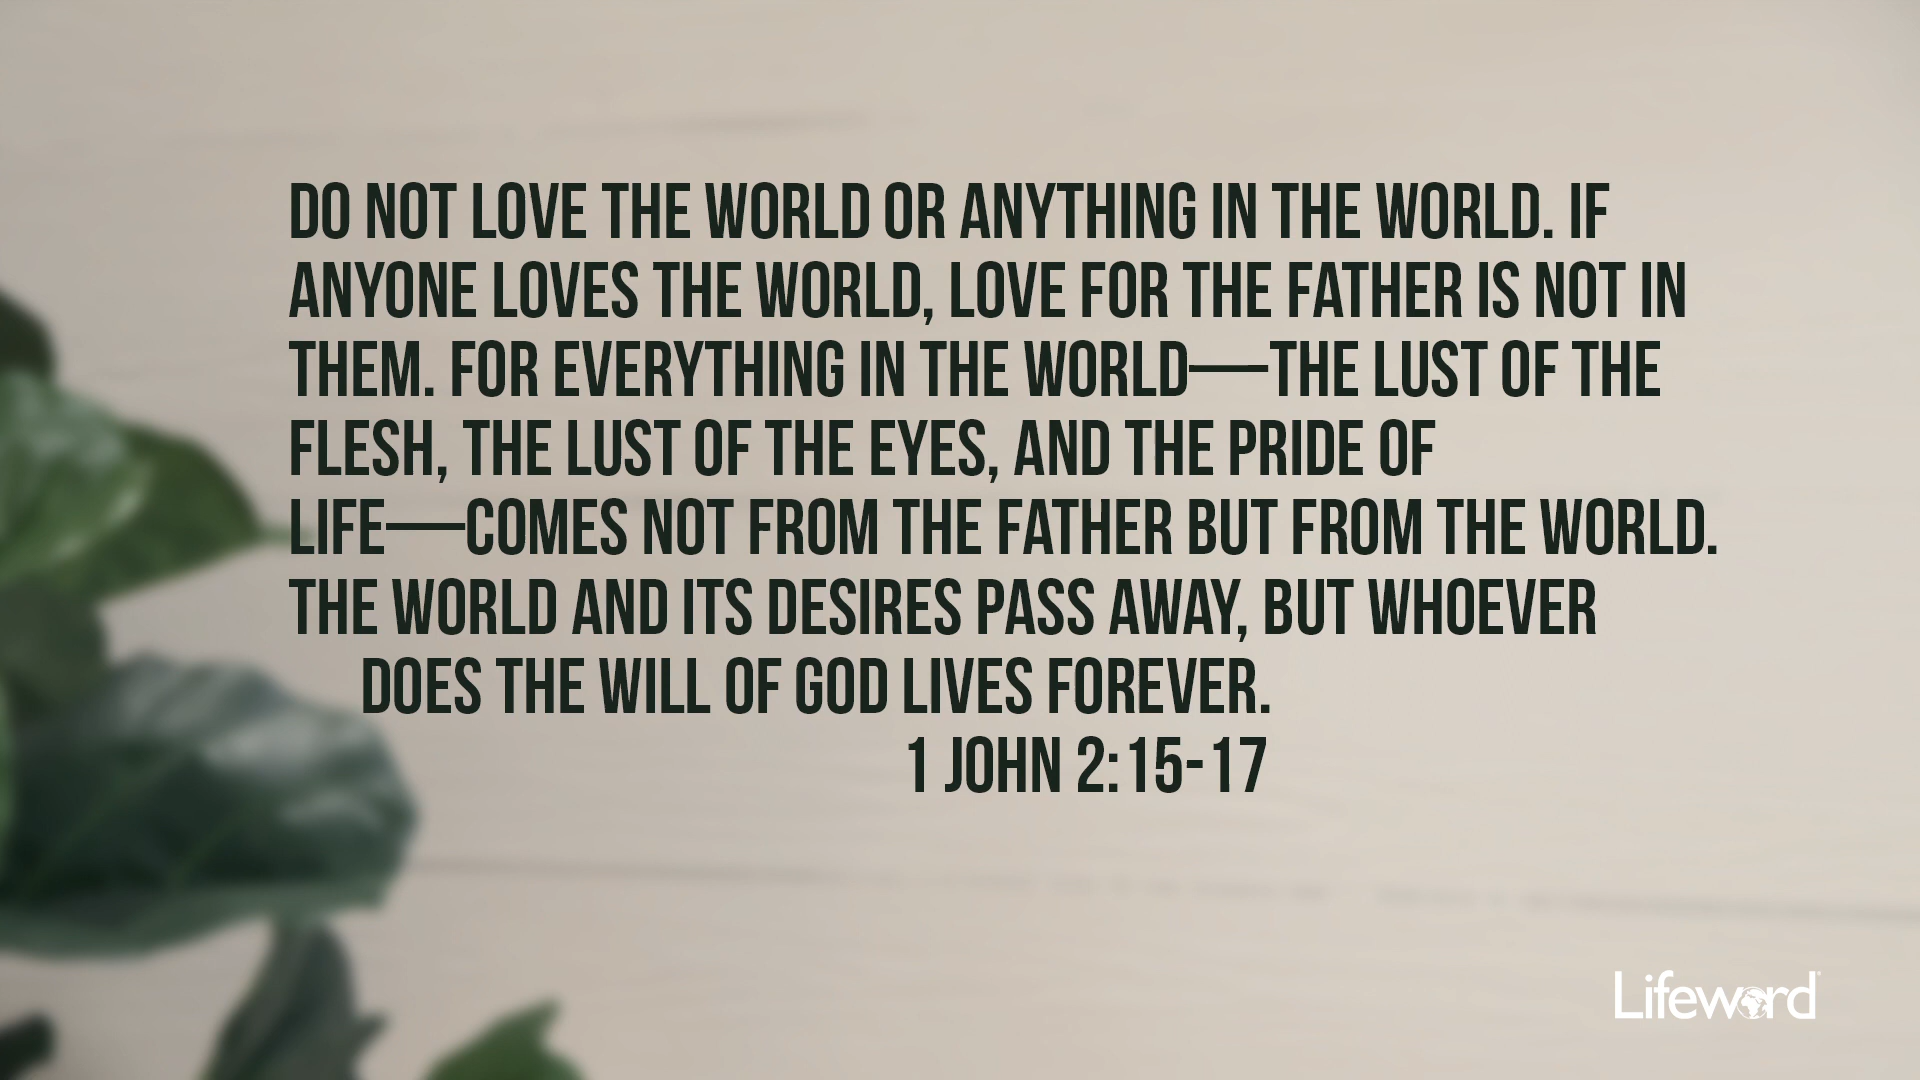 DO NOT LOVE THE WORLD OR ANYTHING IN THE WORLD. IF
ANYONE LOVES THE WORLD, LOVE FOR THE FATHER IS NOT IN
THEM. FOR EVERYTHING IN THE WORLD—THE LUST OF THE
FLESH, THE LUST OF THE EYES, AND THE PRIDE OF
LIFE—COMES NOT FROM THE FATHER BUT FROM THE WORLD.
THE WORLD AND ITS DESIRES PASS AWAY, BUT WHOEVER
DOES THE WILL OF GOD LIVES FOREVER.
1 JOHN 2:15-17
Lifeword